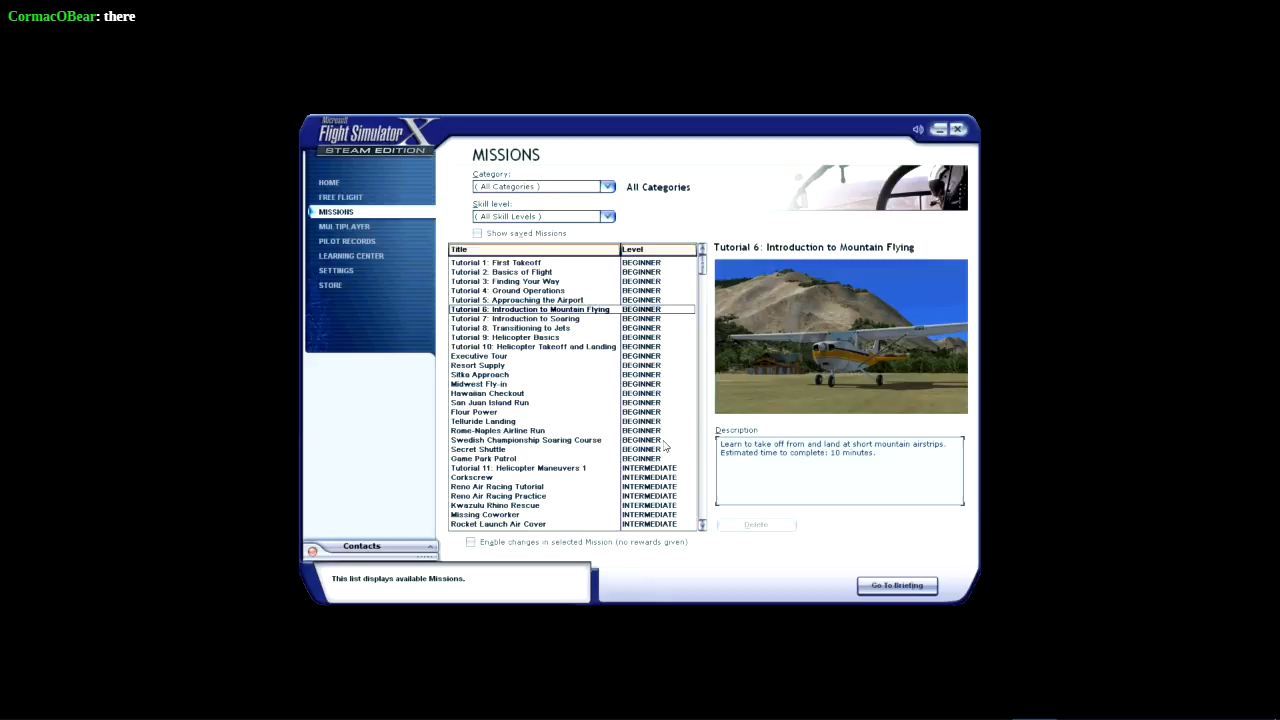 CormacOBear: there
Microsoft
Flight Simulator X
STEAM EDITION
HOME
FREE FLIGHT
MISSIONS
MULTIPLAYER
PILOT RECORDS
LEARNING CENTER
SETTINGS
STORE
Contacts
MISSIONS
Category:
( All Categories )
All Categories
Skill level:
( All Skill Levels )
Show saved Missions
Title Level
Tutorial 1: First Takeoff BEGINNER
Tutorial 2: Basics of Flight BEGINNER
Tutorial 3: Finding Your Way BEGINNER
Tutorial 4: Ground Operations BEGINNER
Tutorial 5: Approaching the Airport BEGINNER
Tutorial 6: Introduction to Mountain Flying BEGINNER
Tutorial 7: Introduction to Soaring BEGINNER
Tutorial 8: Transitioning to Jets BEGINNER
Tutorial 9: Helicopter Basics BEGINNER
Tutorial 10: Helicopter Takeoff and Landing BEGINNER
Executive Tour BEGINNER
Resort Supply BEGINNER
Sitka Approach BEGINNER
Midwest Fly-in BEGINNER
Hawaiian Checkout BEGINNER
San Juan Island Run BEGINNER
Flour Power BEGINNER
Telluride Landing BEGINNER
Rome-Naples Airline Run BEGINNER
Swedish Championship Soaring Course BEGINNER
Secret Shuttle BEGINNER
Game Park Patrol BEGINNER
Tutorial 11: Helicopter Maneuvers 1 INTERMEDIATE
Corkscrew INTERMEDIATE
Reno Air Racing Tutorial INTERMEDIATE
Reno Air Racing Practice INTERMEDIATE
Kwazulu Rhino Rescue INTERMEDIATE
Missing Coworker INTERMEDIATE
Rocket Launch Air Cover INTERMEDIATE
Enable changes in selected Mission (no rewards given)
Tutorial 6: Introduction to Mountain Flying
Description
Learn to take off from and land at short mountain airstrips.
Estimated time to complete: 10 minutes.
Delete
This list displays available Missions.
Go To Briefing